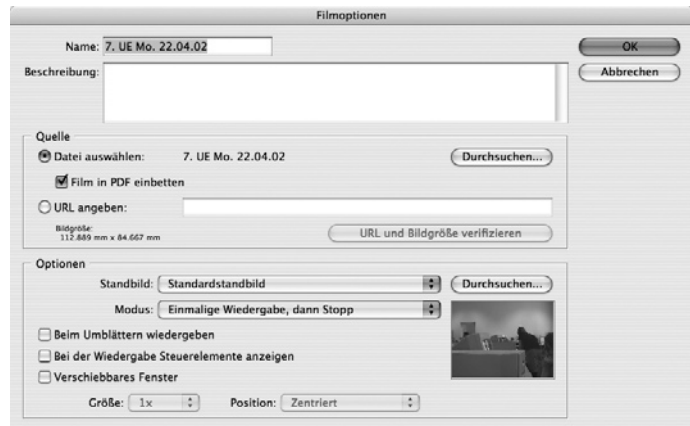 Filmoptionen
Name: 7. UE Mo. 22.04.02
OK
Beschreibung:
Abbrechen
Quelle
Datei auswählen: 7. UE Mo. 22.04.02 Durchsuchen...
Film in PDF einbetten
URL angeben:
Bildgröße:
112.889 mm x 84.667 mm
URL und Bildgröße verifizieren
Optionen
Standbild: Standardstandbild Durchsuchen...
Modus: Einmalige Wiedergabe, dann Stopp
Beim Umblättern wiedergeben
Bei der Wiedergabe Steuerelemente anzeigen
Verschiebbares Fenster
Größe: 1x Position: Zentriert